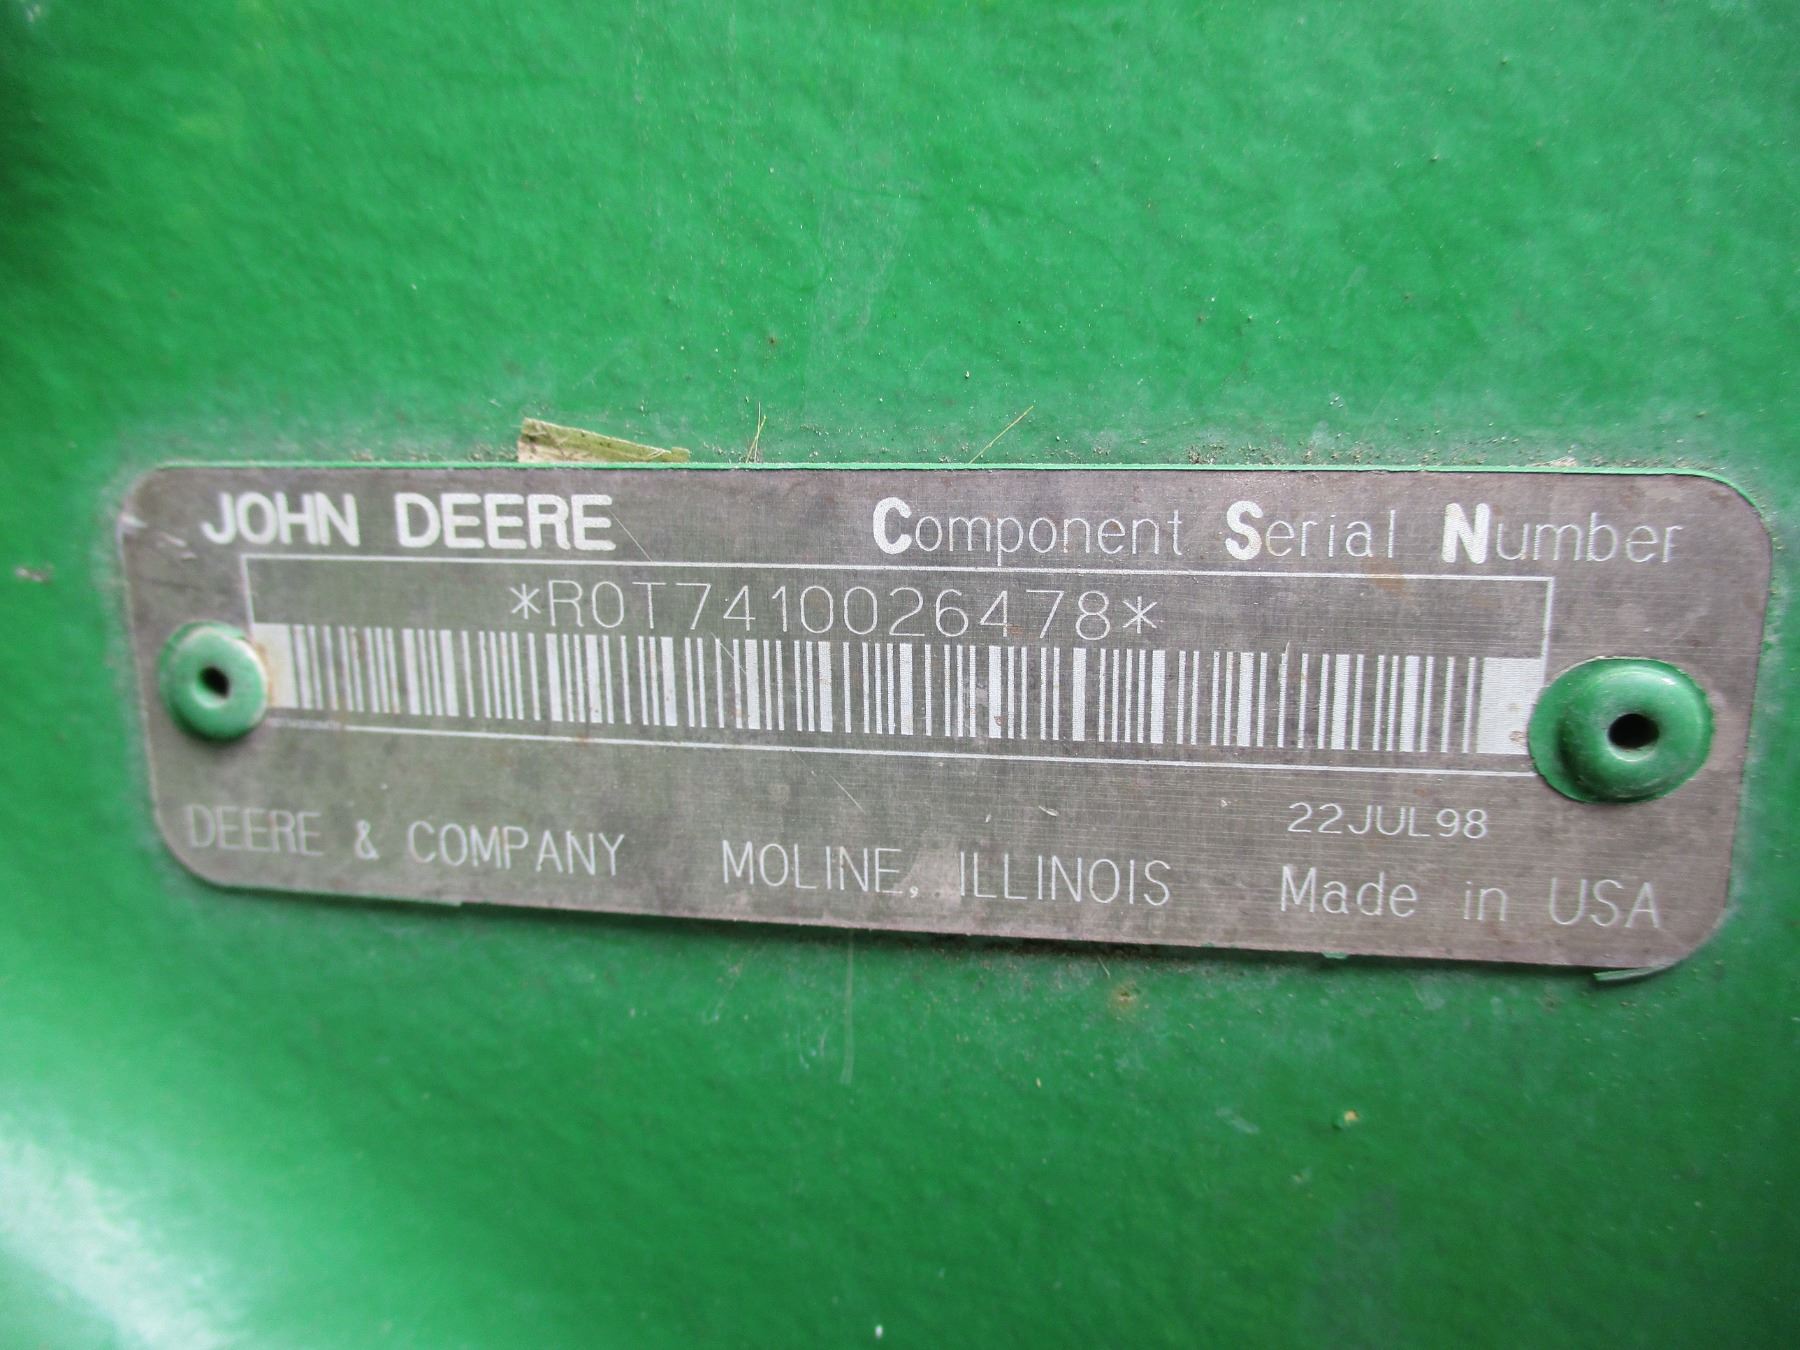 JOHN DEERE Component Serial Number
*R0T7410026478*
22JUL98
DEERE & COMPANY MOLINE, ILLINOIS Made in USA